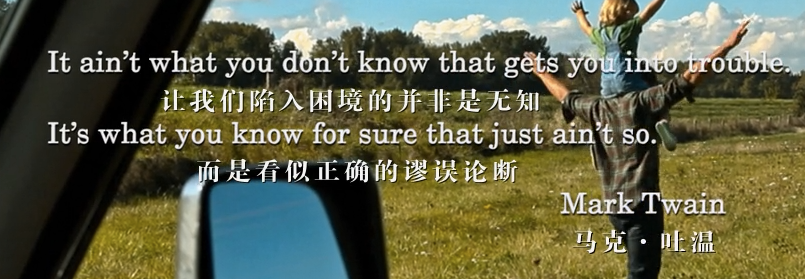 It ain't what you don't know that gets you into trouble.
让我们陷入困境的并非是无知
It's what you know for sure that just ain't so.
而是看似正确的谬误论断
Mark Twain
马克·吐温